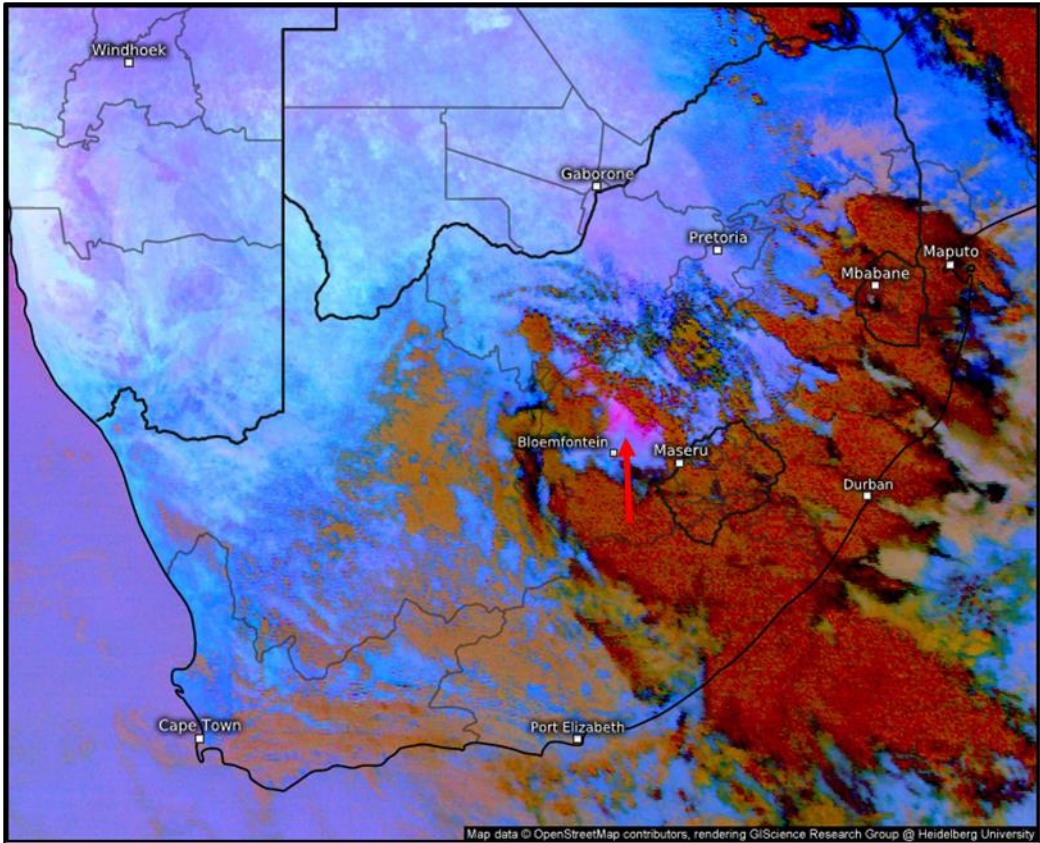 Windhoek
Gaborone
Pretoria
Maputo
Mbabane
Bloemfontein
Maseru
Durban
Cape Town
Port Elizabeth
Map data © OpenStreetMap contributors, rendering GIScience Research Group @ Heidelberg University